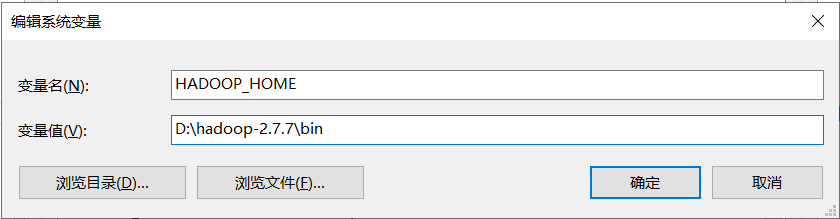 编辑系统变量
变量名(N): HADOOP_HOME
变量值(V): D:\hadoop-2.7.7\bin
浏览目录(D)... 浏览文件(F)... 确定 取消